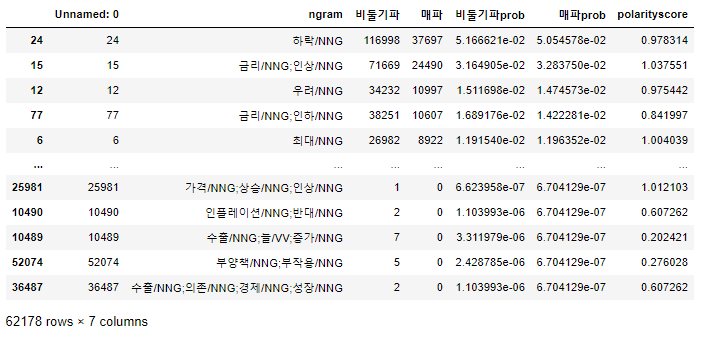 Unnamed: 0 ngram 비둘기파 매파 비둘기파prob 매파prob polarityscore
24 24 하락/NNG 116998 37697 5.166621e-02 5.054578e-02 0.978314
15 15 금리/NNG;인상/NNG 71669 24490 3.164905e-02 3.283750e-02 1.037551
12 12 우려/NNG 34232 10997 1.511698e-02 1.474573e-02 0.975442
77 77 금리/NNG;인하/NNG 38251 10607 1.689176e-02 1.422281e-02 0.841997
6 6 최대/NNG 26982 8922 1.191540e-02 1.196352e-02 1.004039
... ... ... ... ... ... ... ...
25981 25981 가격/NNG;상승/NNG;인상/NNG 1 0 6.623958e-07 6.704129e-07 1.012103
10490 10490 인플레이션/NNG;반대/NNG 2 0 1.103993e-06 6.704129e-07 0.607262
10489 10489 수출/NNG;늘/VV;증가/NNG 7 0 3.311979e-06 6.704129e-07 0.202421
52074 52074 부양책/NNG;부작용/NNG 5 0 2.428785e-06 6.704129e-07 0.276028
36487 36487 수출/NNG;의존/NNG;경제/NNG;성장/NNG 2 0 1.103993e-06 6.704129e-07 0.607262
62178 rows × 7 columns